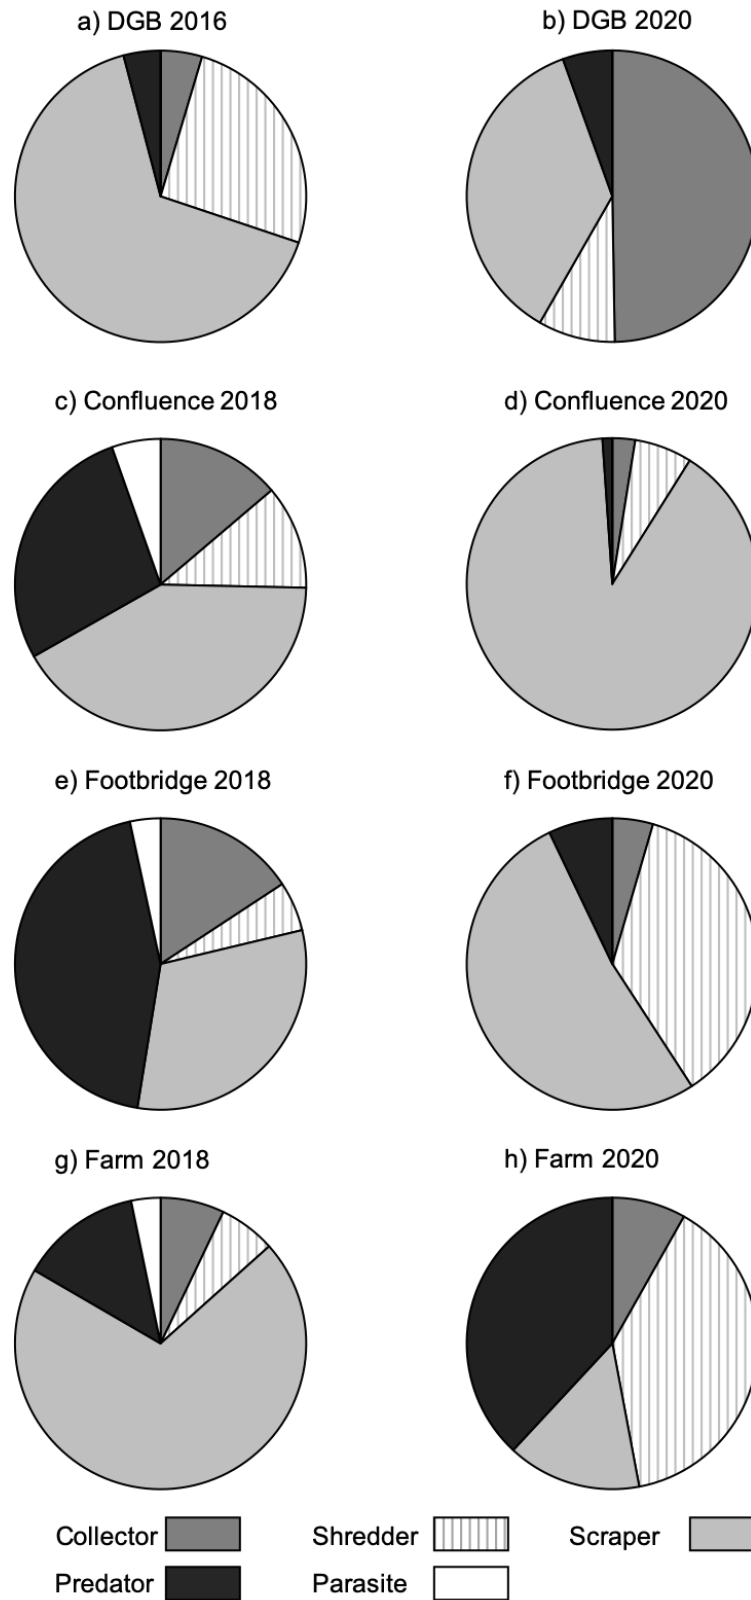 a) DGB 2016
b) DGB 2020
c) Confluence 2018
d) Confluence 2020
e) Footbridge 2018
f) Footbridge 2020
g) Farm 2018
h) Farm 2020
Collector Shredder Scraper
Predator Parasite